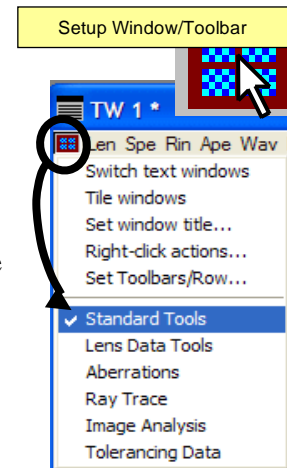 Setup Window/Toolbar
TW 1 *
Len Spe Rin Ape Wav
Switch text windows
Tile windows
Set window title...
Right-click actions...
e
Set Toolbars/Row...
✓ Standard Tools
Lens Data Tools
Aberrations
Ray Trace
Image Analysis
Tolerancing Data